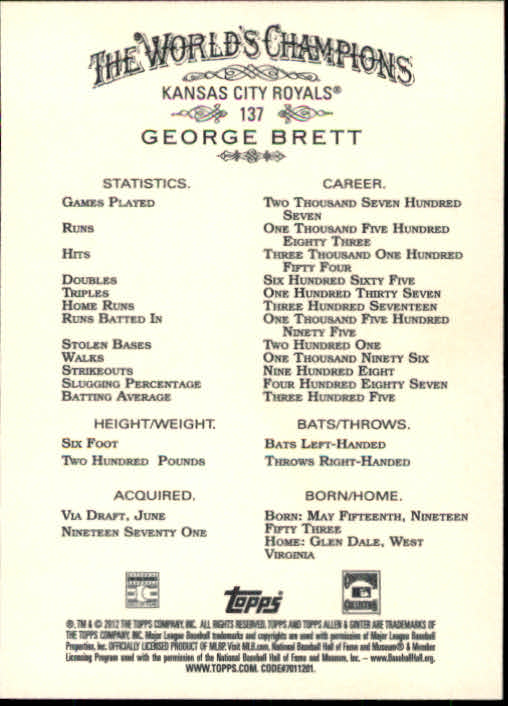 THE WORLD'S CHAMPIONS
KANSAS CITY ROYALS®
137
GEORGE BRETT
STATISTICS. CAREER.
GAMES PLAYED TWO THOUSAND SEVEN HUNDRED
SEVEN
RUNS ONE THOUSAND FIVE HUNDRED
EIGHTY THREE
HITS THREE THOUSAND ONE HUNDRED
FIFTY FOUR
DOUBLES SIX HUNDRED SIXTY FIVE
TRIPLES ONE HUNDRED THIRTY SEVEN
HOME RUNS THREE HUNDRED SEVENTEEN
RUNS BATTED IN ONE THOUSAND FIVE HUNDRED
NINETY FIVE
STOLEN BASES TWO HUNDRED ONE
WALKS ONE THOUSAND NINETY SIX
STRIKEOUTS NINE HUNDRED EIGHT
SLUGGING PERCENTAGE FOUR HUNDRED EIGHTY SEVEN
BATTING AVERAGE THREE HUNDRED FIVE
HEIGHT/WEIGHT. BATS/THROWS.
SIX FOOT BATS LEFT-HANDED
TWO HUNDRED POUNDS THROWS RIGHT-HANDED
ACQUIRED. BORN/HOME.
VIA DRAFT, JUNE BORN: MAY FIFTEENTH, NINETEEN
NINETEEN SEVENTY ONE FIFTY THREE
HOME: GLEN DALE, WEST
VIRGINIA
topps
®, TM & © 2012 THE TOPPS COMPANY, INC. ALL RIGHTS RESERVED. TOPPS AND TOPPS ALLEN & GINTER ARE TRADEMARKS OF
THE TOPPS COMPANY, INC. Major League Baseball trademarks and copyrights are used with permission of Major League Baseball
Properties, Inc. OFFICIALLY LICENSED PRODUCT OF MLBP. Visit MLB.com. National Baseball Hall of Fame and Museum® & Member
Licensing Program used with the permission of the National Baseball Hall of Fame and Museum, Inc. – www.BaseballHall.org.
WWW.TOPPS.COM. CODE#7011201.